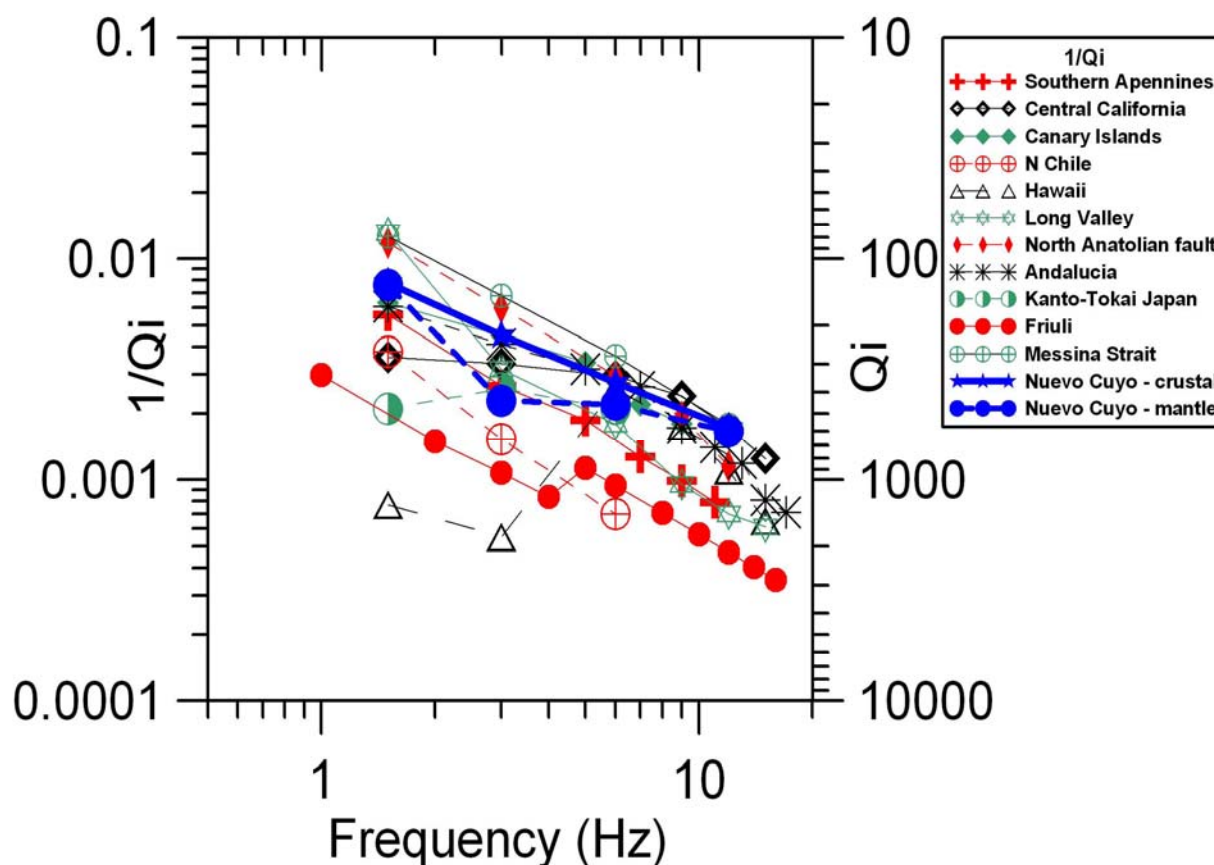 0.1
0.01
0.001
0.0001
1/Qi
10
100
1000
10000
Qi
1
10
Frequency (Hz)
1/Qi
Southern Apennines
Central California
Canary Islands
N Chile
Hawaii
Long Valley
North Anatolian fault
Andalucia
Kanto-Tokai Japan
Friuli
Messina Strait
Nuevo Cuyo - crustal
Nuevo Cuyo - mantle